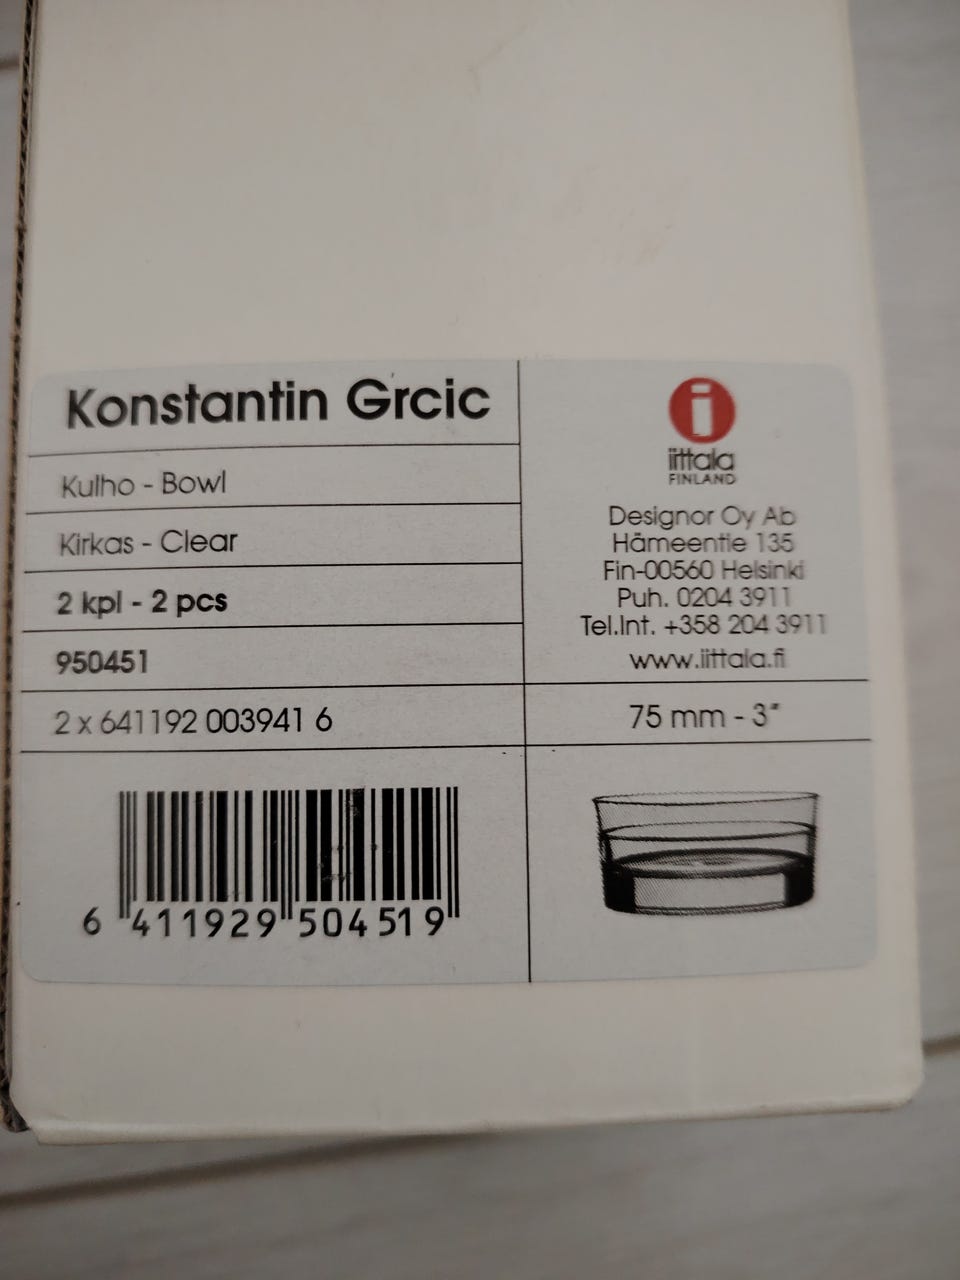 Konstantin Grcic
Kulho - Bowl
Kirkas - Clear
2 kpl - 2 pcs
950451
2 x 641192 003941 6
6 411929 504519
i
iittala
FINLAND
Designor Oy Ab
Hämeentie 135
Fin-00560 Helsinki
Puh. 0204 3911
Tel.Int. +358 204 3911
www.iittala.fi
75 mm - 3"